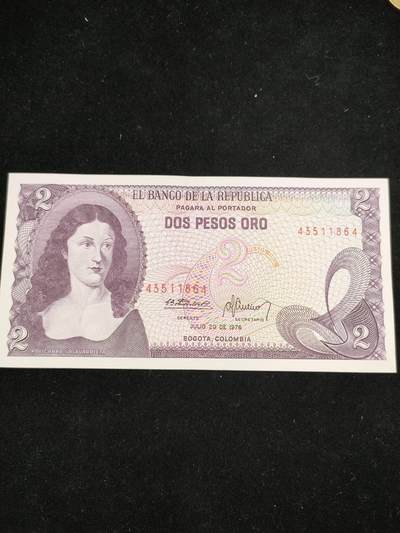 2
EL BANCO DE LA REPUBLICA
PAGARA AL PORTADOR
DOS PESOS ORO
43511864
2
43511864
GERENTE
SECRETARIO
JULIO 20 DE 1976
BOGOTA, COLOMBIA
2
2